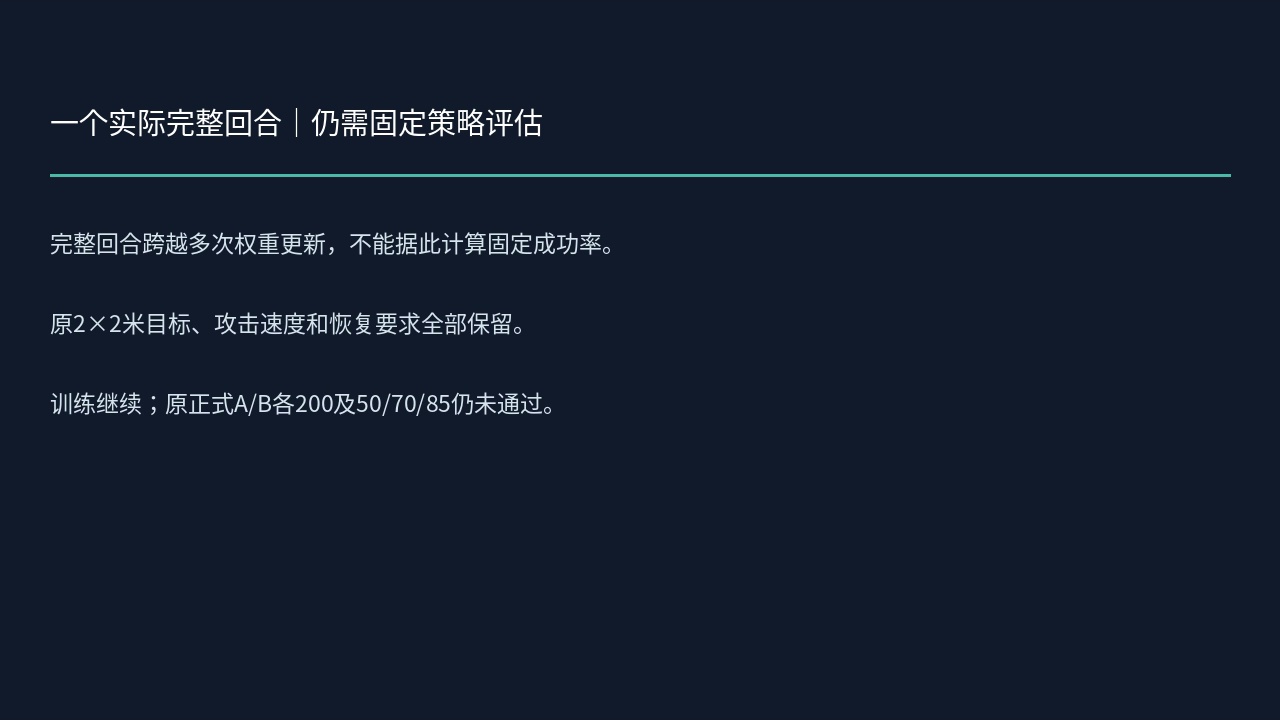 一个实际完整回合｜仍需固定策略评估
完整回合跨越多次权重更新，不能据此计算固定成功率。
原2×2米目标、攻击速度和恢复要求全部保留。
训练继续；原正式A/B各200及50/70/85仍未通过。